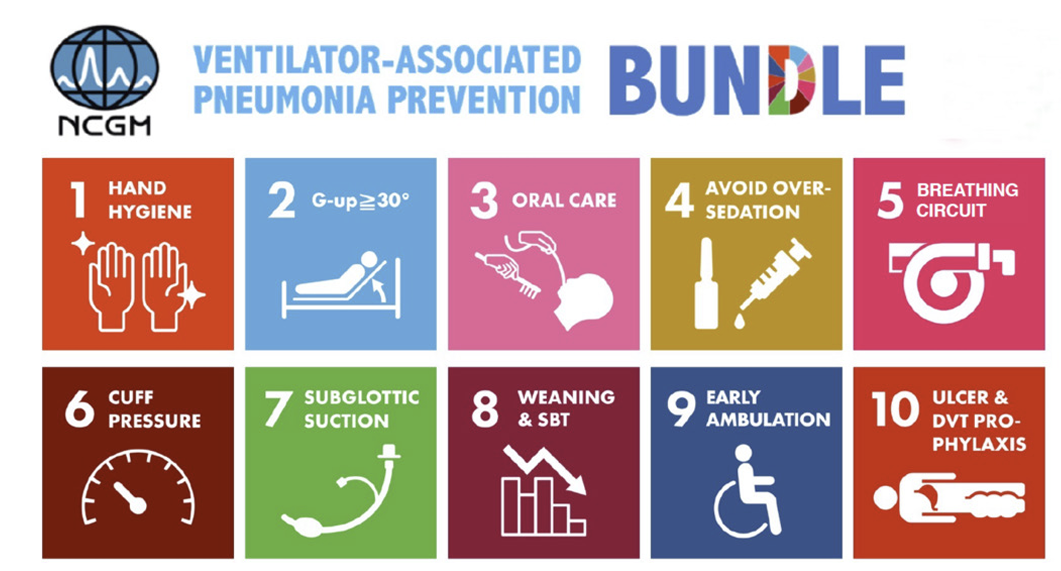 NCGM
VENTILATOR-ASSOCIATED
PNEUMONIA PREVENTION
BUNDLE
1 HAND
HYGIENE
2 G-up≧30°
3 ORAL CARE
4 AVOID OVER-
SEDATION
5 BREATHING
CIRCUIT
6 CUFF
PRESSURE
7 SUBGLOTTIC
SUCTION
8 WEANING
& SBT
9 EARLY
AMBULATION
10 ULCER &
DVT PRO-
PHYLAXIS